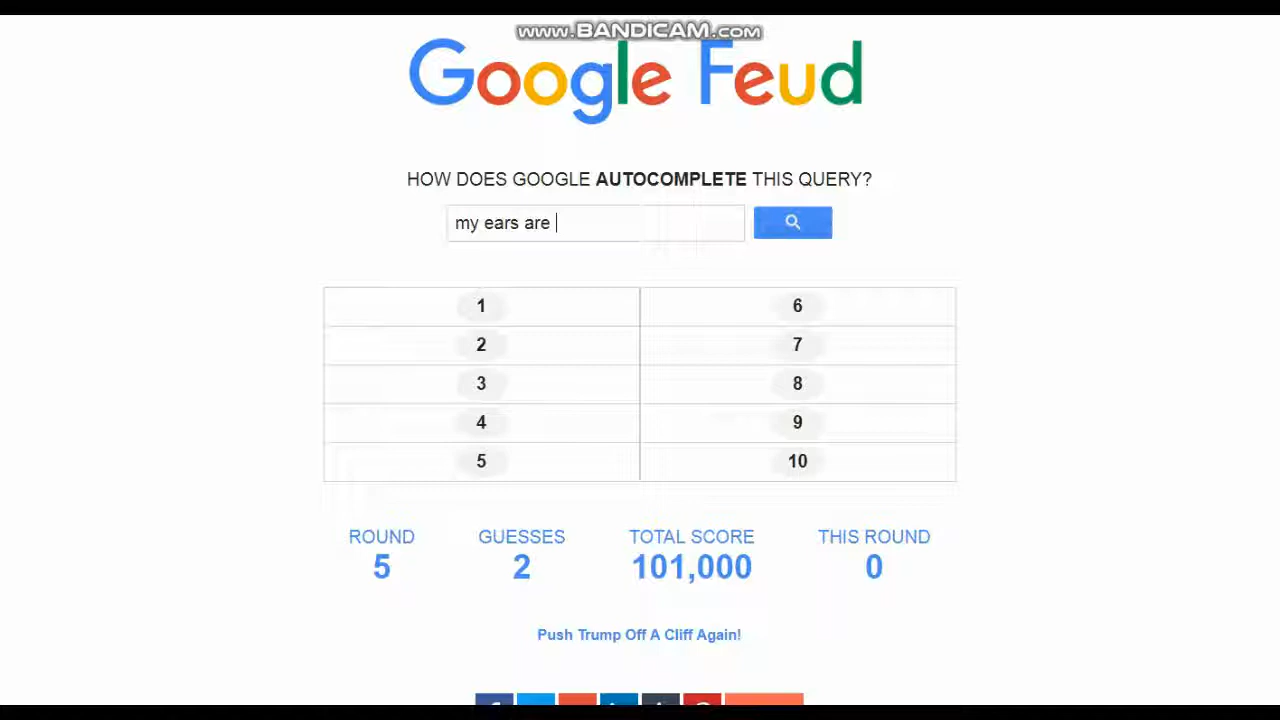 www.BANDICAM.com
Google Feud
HOW DOES GOOGLE AUTOCOMPLETE THIS QUERY?
my ears are
1 6
2 7
3 8
4 9
5 10
ROUND GUESSES TOTAL SCORE THIS ROUND
5 2 101,000 0
Push Trump Off A Cliff Again!